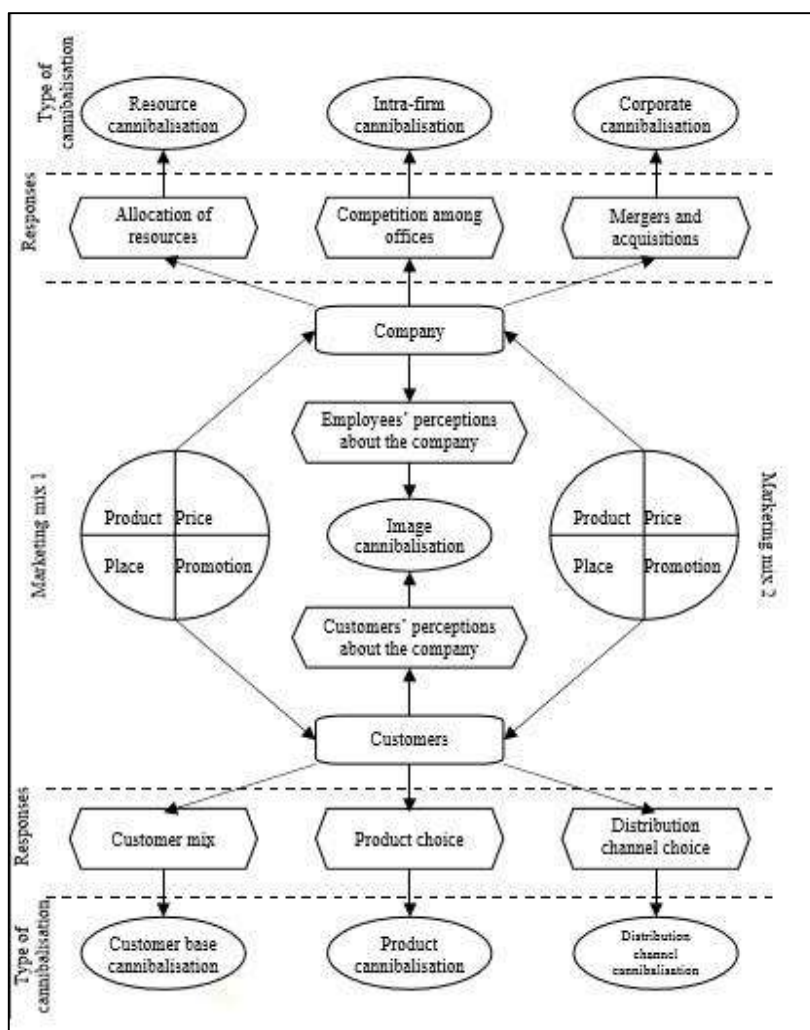 Type of
cannibalisation
Resource
cannibalisation
Intra-firm
cannibalisation
Corporate
cannibalisation
Responses
Allocation of
resources
Competition among
offices
Mergers and
acquisitions
Company
Employees' perceptions
about the company
Marketing mix 1
Product Price
Place Promotion
Image
cannibalisation
Product Price
Place Promotion
Marketing mix 2
Customers' perceptions
about the company
Customers
Responses
Customer mix
Product choice
Distribution
channel choice
Type of
cannibalisation
Customer base
cannibalisation
Product
cannibalisation
Distribution
channel
cannibalisation